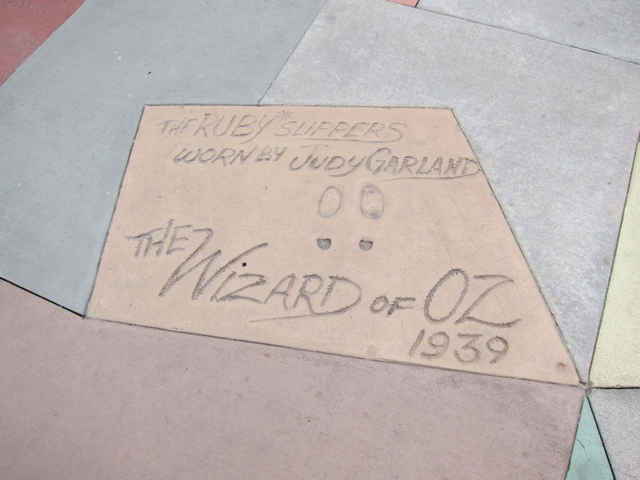 THE RUBY SLIPPERS
WORN BY JUDY GARLAND
THE WIZARD OF OZ
1939